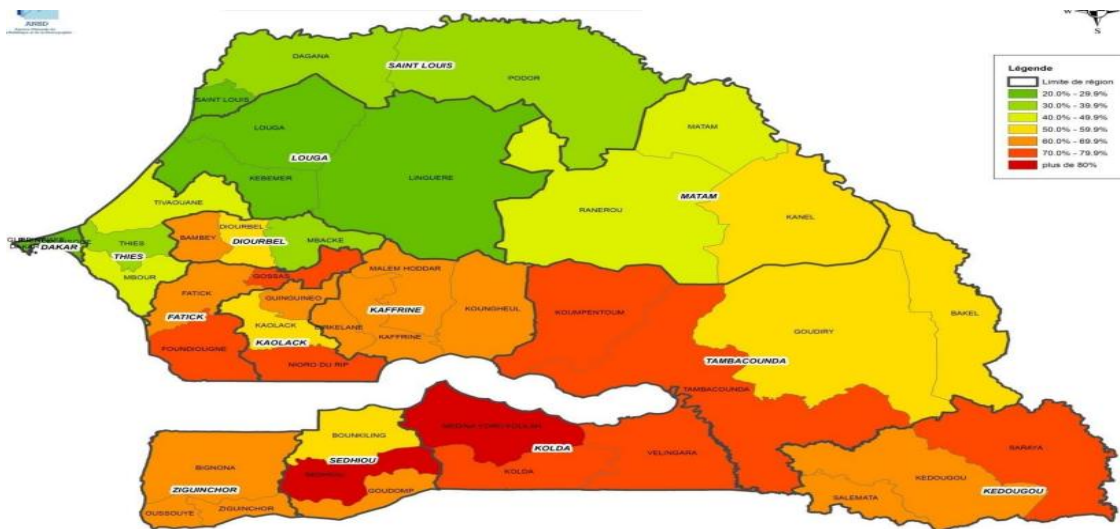 ANSD
W
S
Légende
Limite de région
20.0% - 29.9%
30.0% - 39.9%
40.0% - 49.9%
50.0% - 59.9%
60.0% - 69.9%
70.0% - 79.9%
plus de 80%
DAGANA
SAINT LOUIS
PODOR
SAINT LOUIS
LOUGA
MATAM
LOUGA
KEBEMER
LINGUERE
TIVAOUANE
RANEROU
MATAM
KANEL
BAMBEY
DIOURBEL
DIOURBEL
MBACKE
DAKAR
THIES
THIES
MBOUR
GOSSAS
MALEM HODDAR
FATICK
GUINGUINEO
KAFFRINE
KOUNGHEUL
KOUMPENTOUM
BAKEL
FATICK
KAOLACK
KAOLACK
KAFFRINE
GOUDIRY
FOUNDIOUGNE
NIORO DU RIP
TAMBACOUNDA
TAMBACOUNDA
BOUNKILING
KOLDA
SARAYA
BIGNONA
SEDHIOU
KOLDA
VELINGARA
ZIGUINCHOR
GOUDOMP
KEDOUGOU
KEDOUGOU
OUSSOUYE
ZIGUINCHOR
SALEMATA